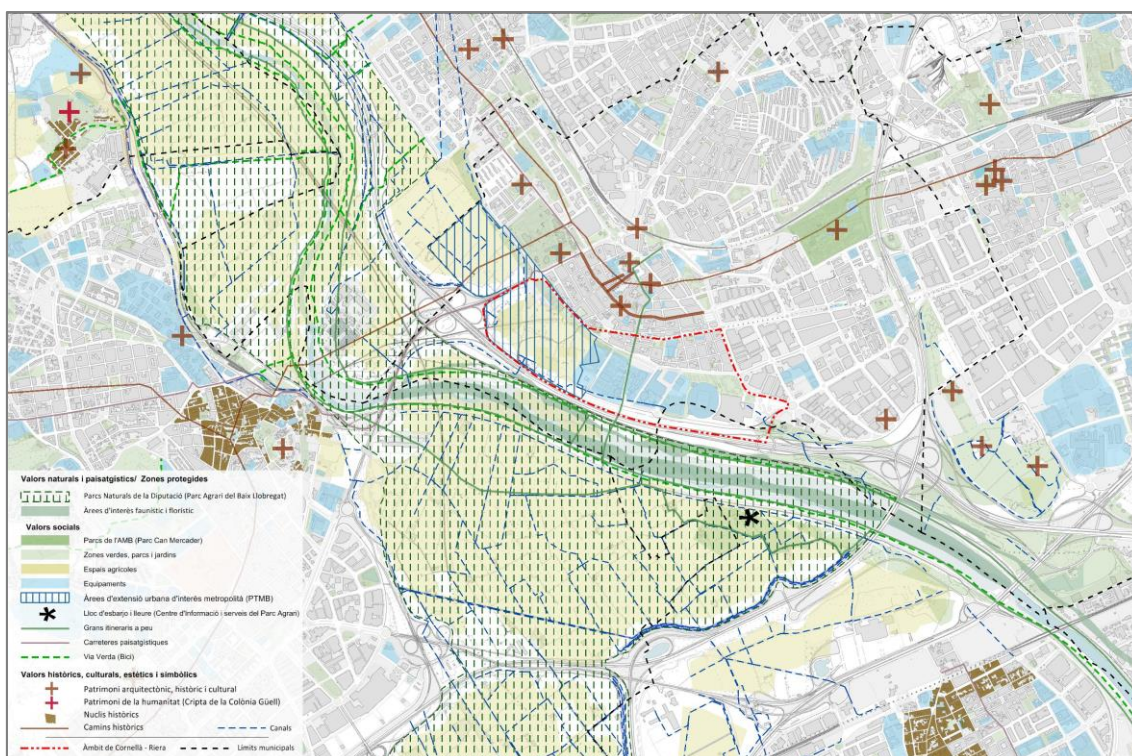 Valors naturals i paisatgístics/ Zones protegides
Parcs Naturals de la Diputació (Parc Agrari del Baix Llobregat)
Àrees d'interès faunístic i florístic
Valors socials
Parcs de l'AMB (Parc Can Mercader)
Zones verdes, parcs i jardins
Espais agrícoles
Equipaments
Àrees d'extensió urbana d'interès metropolità (PTMB)
Lloc d'esbarjo i lleure (Centre d'Informació i serveis del Parc Agrari)
Grans itineraris a peu
Carreteres paisatgístiques
Via Verda (Bici)
Valors històrics, culturals, estètics i simbòlics
Patrimoni arquitectònic, històric i cultural
Patrimoni de la humanitat (Cripta de la Colònia Güell)
Nuclis històrics
Camins històrics Canals
Àmbit de Cornellà - Riera Límits municipals